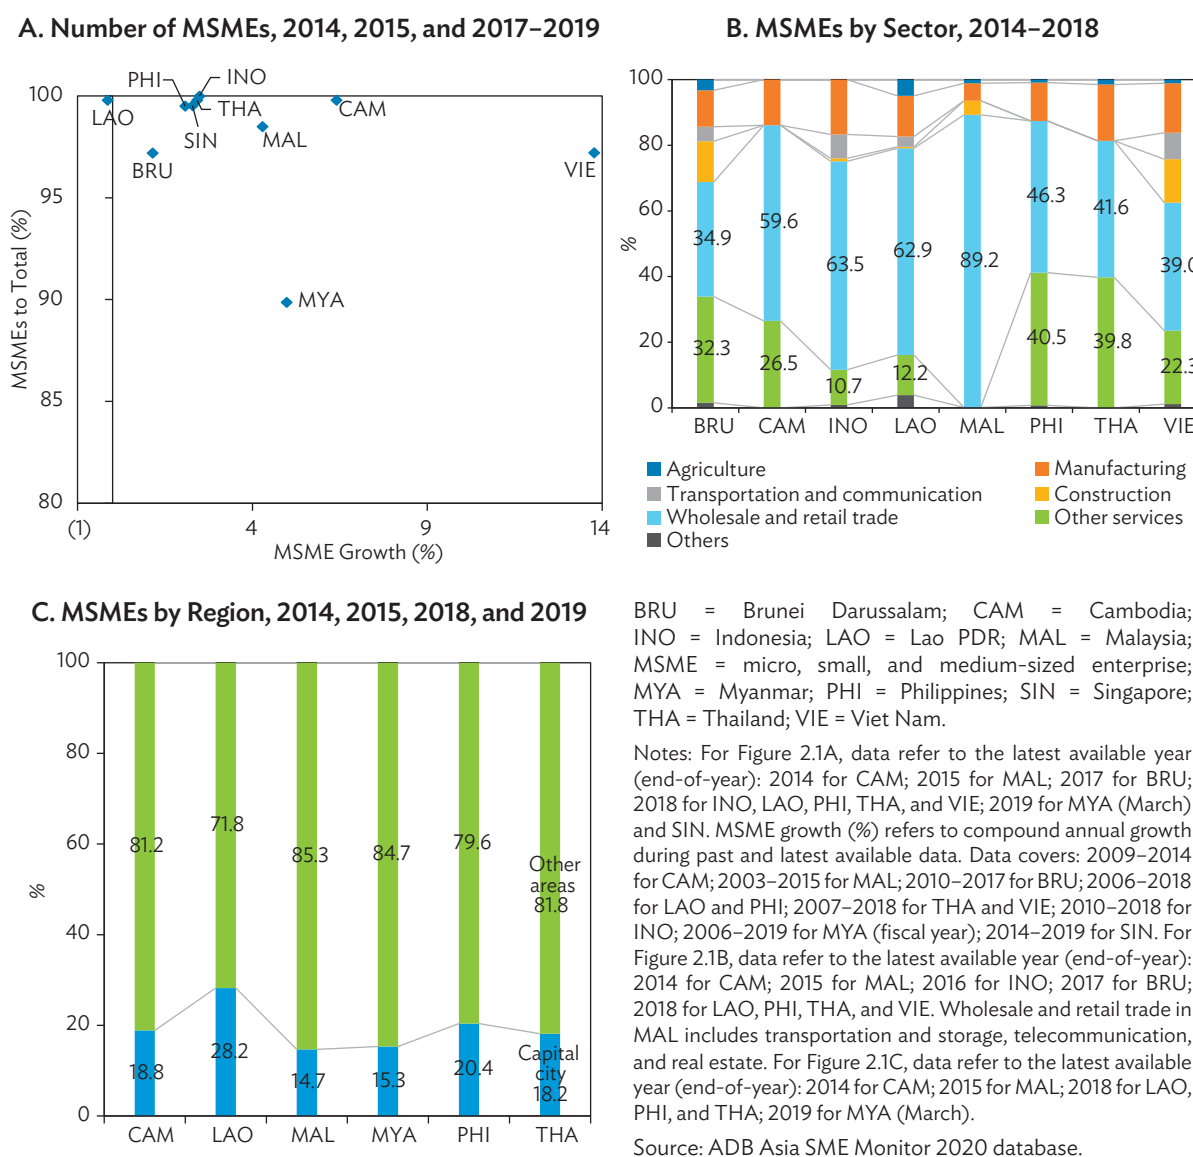 A. Number of MSMEs, 2014, 2015, and 2017–2019
100
95
90
85
80
MSMEs to Total (%)
PHI
INO
LAO
THA
SIN
CAM
MAL
BRU
VIE
MYA
(1)
4
9
14
MSME Growth (%)
B. MSMEs by Sector, 2014–2018
%
100
80
60
40
20
0
34.9
59.6
63.5
62.9
89.2
46.3
41.6
39.0
32.3
26.5
10.7
12.2
40.5
39.8
22.3
BRU
CAM
INO
LAO
MAL
PHI
THA
VIE
Agriculture
Manufacturing
Transportation and communication
Construction
Wholesale and retail trade
Other services
Others
C. MSMEs by Region, 2014, 2015, 2018, and 2019
%
100
80
60
40
20
0
81.2
71.8
85.3
84.7
79.6
Other
areas
81.8
18.8
28.2
14.7
15.3
20.4
Capital
city
18.2
CAM
LAO
MAL
MYA
PHI
THA
BRU = Brunei Darussalam; CAM = Cambodia;
INO = Indonesia; LAO = Lao PDR; MAL = Malaysia;
MSME = micro, small, and medium-sized enterprise;
MYA = Myanmar; PHI = Philippines; SIN = Singapore;
THA = Thailand; VIE = Viet Nam.
Notes: For Figure 2.1A, data refer to the latest available year
(end-of-year): 2014 for CAM; 2015 for MAL; 2017 for BRU;
2018 for INO, LAO, PHI, THA, and VIE; 2019 for MYA (March)
and SIN. MSME growth (%) refers to compound annual growth
during past and latest available data. Data covers: 2009–2014
for CAM; 2003–2015 for MAL; 2010–2017 for BRU; 2006–2018
for LAO and PHI; 2007–2018 for THA and VIE; 2010–2018 for
INO; 2006–2019 for MYA (fiscal year); 2014–2019 for SIN. For
Figure 2.1B, data refer to the latest available year (end-of-year):
2014 for CAM; 2015 for MAL; 2016 for INO; 2017 for BRU;
2018 for LAO, PHI, THA, and VIE. Wholesale and retail trade in
MAL includes transportation and storage, telecommunication,
and real estate. For Figure 2.1C, data refer to the latest available
year (end-of-year): 2014 for CAM; 2015 for MAL; 2018 for LAO,
PHI, and THA; 2019 for MYA (March).
Source: ADB Asia SME Monitor 2020 database.